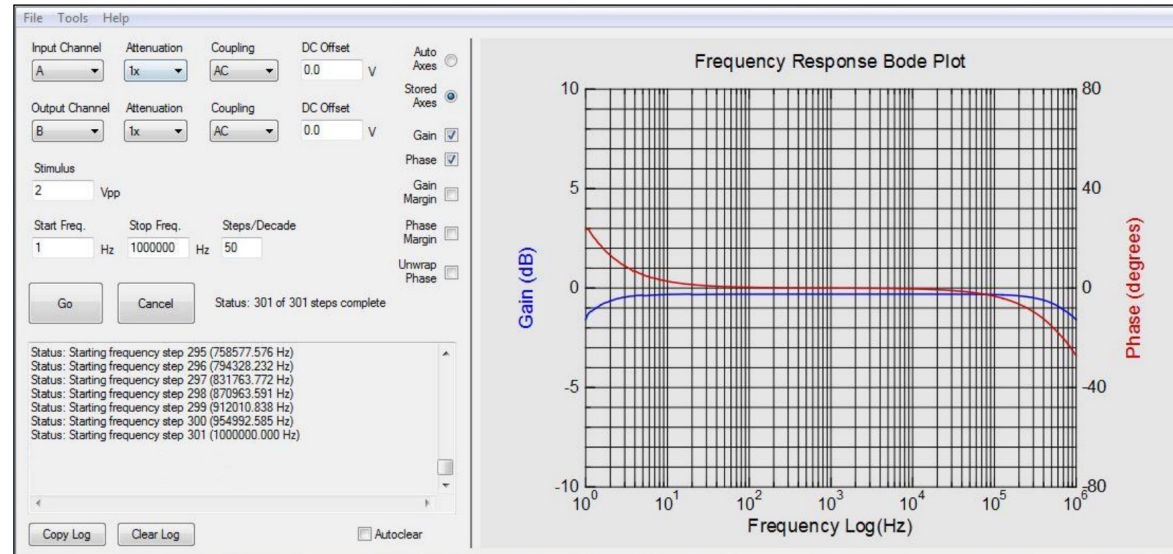 File Tools Help
Input Channel Attenuation Coupling DC Offset
A 1x AC 0.0 V
Output Channel Attenuation Coupling DC Offset
B 1x AC 0.0 V
Stimulus
2 Vpp
Start Freq. Stop Freq. Steps/Decade
1 Hz 1000000 Hz 50
Go Cancel Status: 301 of 301 steps complete
Auto
Axes
Stored
Axes
Gain
Phase
Gain
Margin
Phase
Margin
Unwrap
Phase
Status: Starting frequency step 295 (758577.576 Hz)
Status: Starting frequency step 296 (794328.232 Hz)
Status: Starting frequency step 297 (831763.772 Hz)
Status: Starting frequency step 298 (870963.591 Hz)
Status: Starting frequency step 299 (912010.838 Hz)
Status: Starting frequency step 300 (954992.585 Hz)
Status: Starting frequency step 301 (1000000.000 Hz)
Copy Log Clear Log Autoclear
Frequency Response Bode Plot
10 80
5 40
0 0
-5 -40
-10 -80
Gain (dB)
Phase (degrees)
10⁰ 10¹ 10² 10³ 10⁴ 10⁵ 10⁶
Frequency Log(Hz)